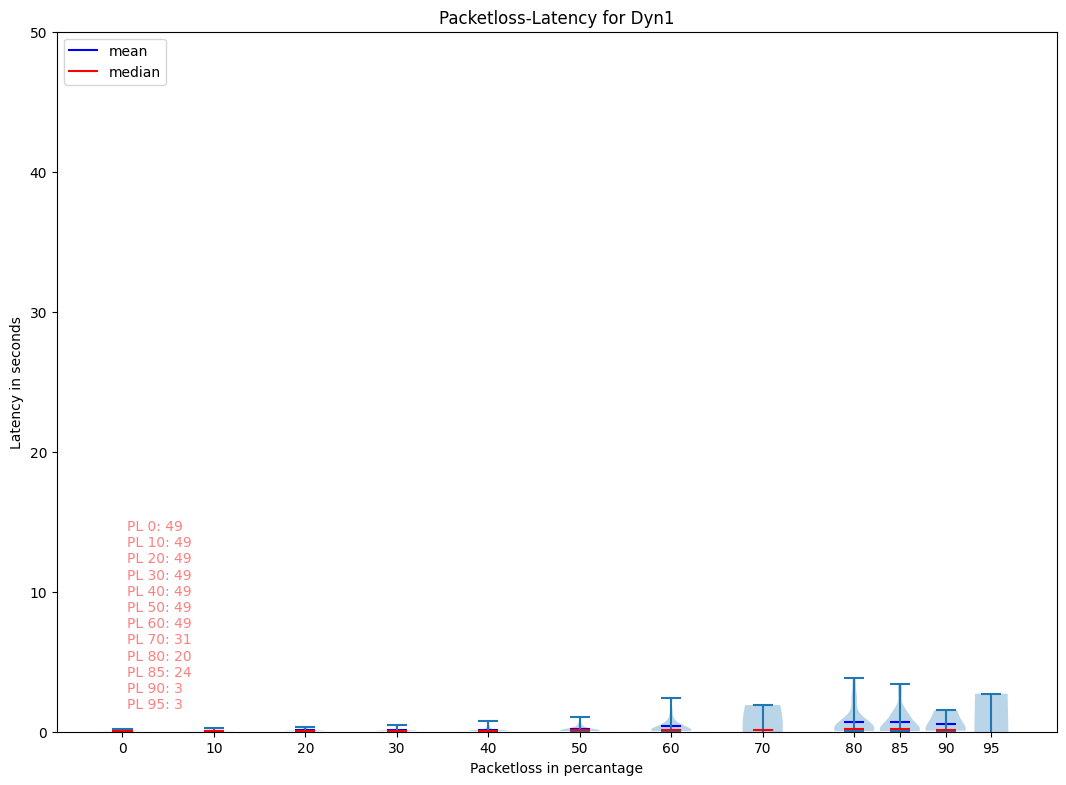 Packetloss-Latency for Dyn1
mean
median
50
40
30
20
10
0
Latency in seconds
PL 0: 49
PL 10: 49
PL 20: 49
PL 30: 49
PL 40: 49
PL 50: 49
PL 60: 49
PL 70: 31
PL 80: 20
PL 85: 24
PL 90: 3
PL 95: 3
0 10 20 30 40 50 60 70 80 85 90 95
Packetloss in percantage